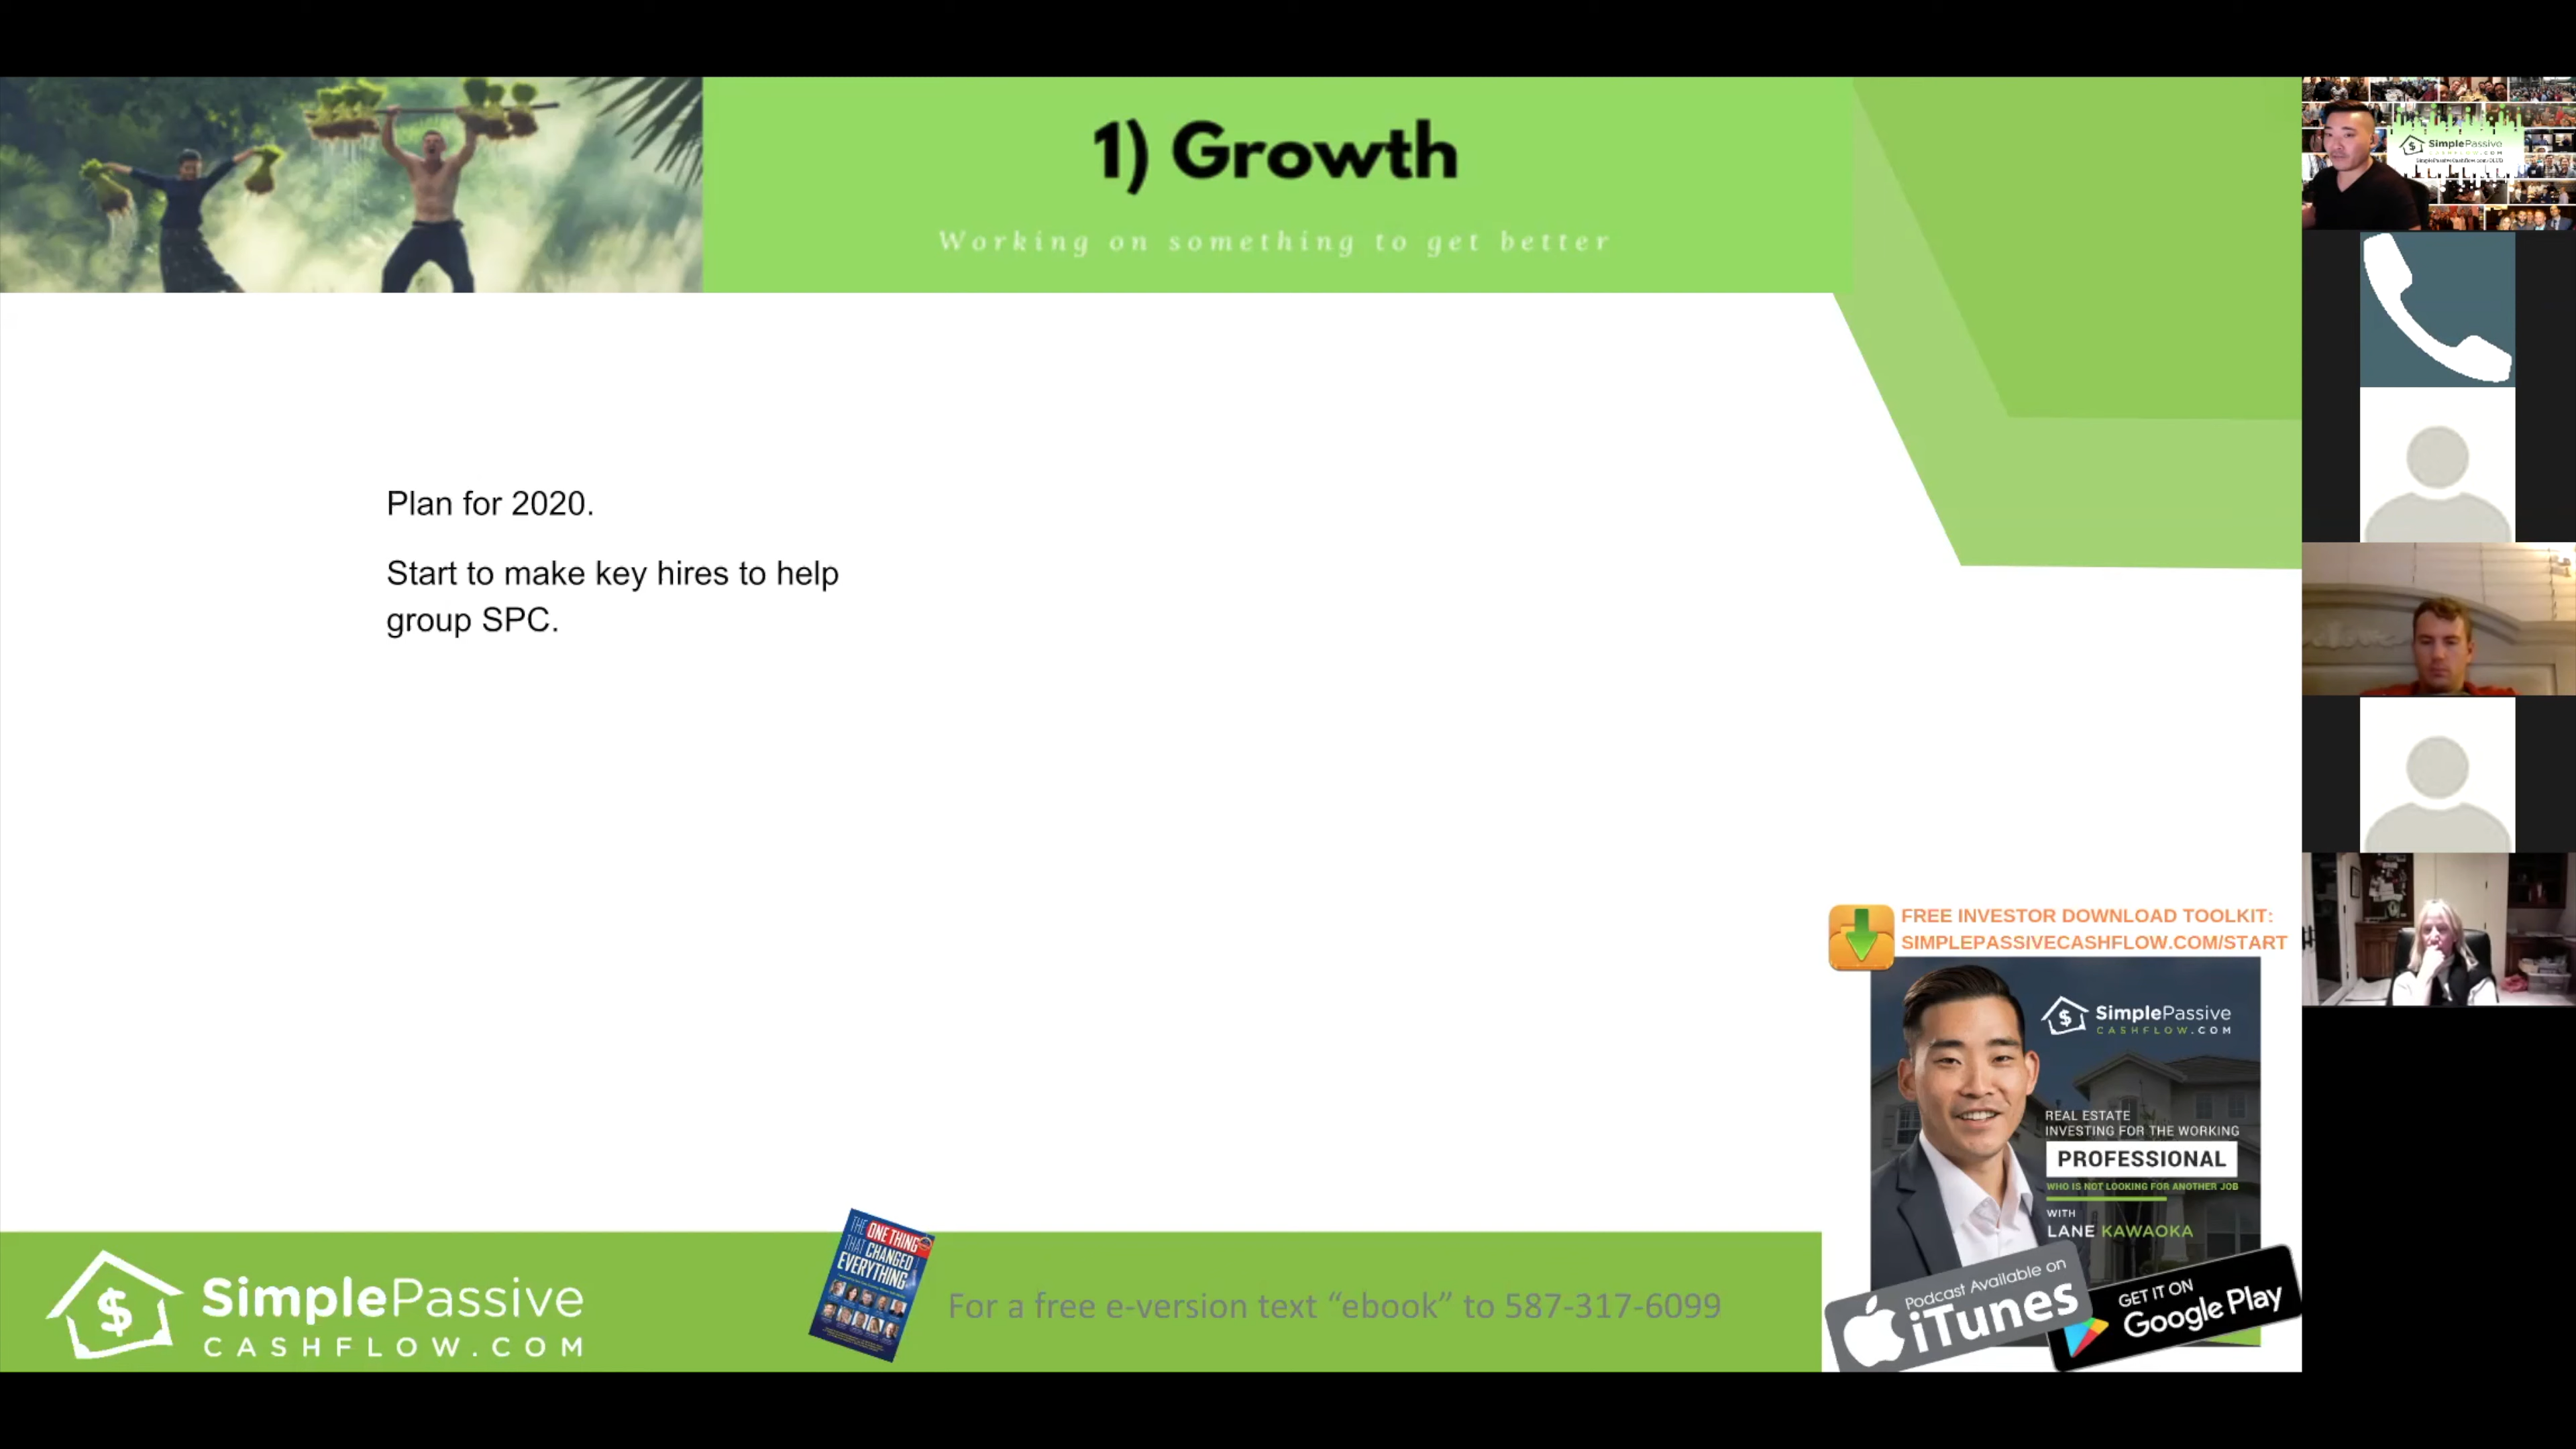 1) Growth
Working on something to get better
SimplePassive
Plan for 2020.
Start to make key hires to help
group SPC.
FREE INVESTOR DOWNLOAD TOOLKIT:
SIMPLEPASSIVECASHFLOW.COM/START
$ SimplePassive
CASHFLOW.COM
REAL ESTATE
INVESTING FOR THE WORKING
PROFESSIONAL
WHO IS NOT LOOKING FOR ANOTHER JOB
WITH
LANE KAWAOKA
Podcast Available on
iTunes
GET IT ON
Google Play
$ SimplePassive
CASHFLOW.COM
THE ONE THING
THAT CHANGED
EVERYTHING
For a free e-version text “ebook” to 587-317-6099